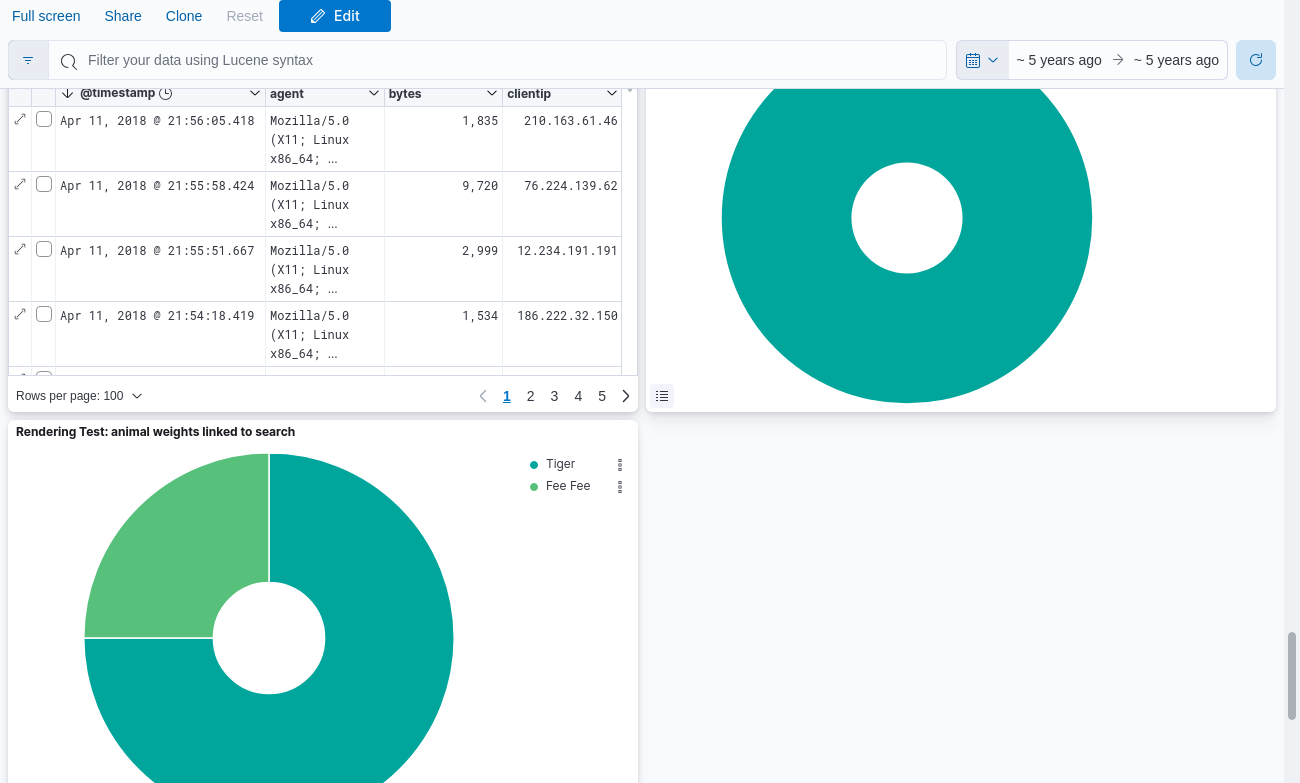 Full screen Share Clone Reset Edit
Filter your data using Lucene syntax ~ 5 years ago ~ 5 years ago
@timestamp agent bytes clientip
Apr 11, 2018 @ 21:56:05.418 Mozilla/5.0 1,835 210.163.61.46
(X11; Linux
x86_64; ...
Apr 11, 2018 @ 21:55:58.424 Mozilla/5.0 9,720 76.224.139.62
(X11; Linux
x86_64; ...
Apr 11, 2018 @ 21:55:51.667 Mozilla/5.0 2,999 12.234.191.191
(X11; Linux
x86_64; ...
Apr 11, 2018 @ 21:54:18.419 Mozilla/5.0 1,534 186.222.32.150
(X11; Linux
x86_64; ...
Rows per page: 100 1 2 3 4 5
Rendering Test: animal weights linked to search
Tiger
Fee Fee